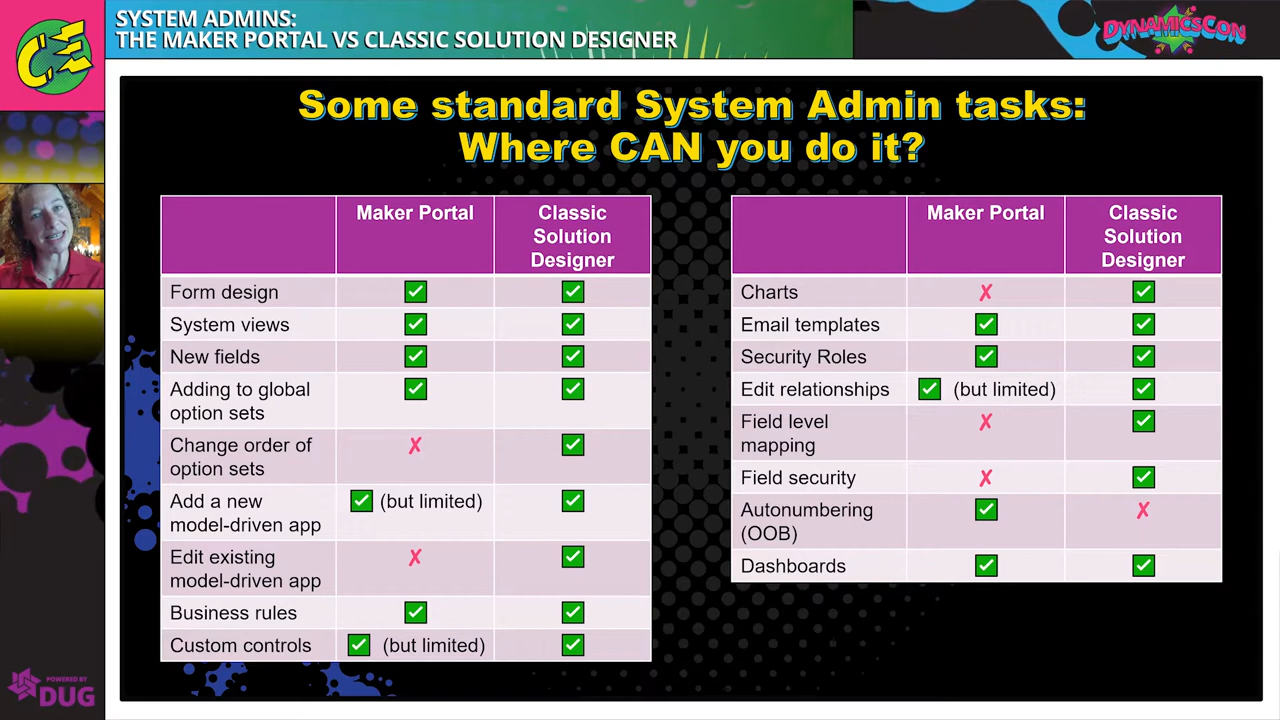 SYSTEM ADMINS:
THE MAKER PORTAL VS CLASSIC SOLUTION DESIGNER
CE
DYNAMICSCON
Some standard System Admin tasks:
Where CAN you do it?
Maker Portal
Classic
Solution
Designer
Form design ✅ ✅
System views ✅ ✅
New fields ✅ ✅
Adding to global
option sets ✅ ✅
Change order of
option sets ✗ ✅
Add a new
model-driven app ✅ (but limited) ✅
Edit existing
model-driven app ✗ ✅
Business rules ✅ ✅
Custom controls ✅ (but limited) ✅
Maker Portal
Classic
Solution
Designer
Charts ✗ ✅
Email templates ✅ ✅
Security Roles ✅ ✅
Edit relationships ✅ (but limited) ✅
Field level
mapping ✗ ✅
Field security ✗ ✅
Autonumbering
(OOB) ✅ ✗
Dashboards ✅ ✅
POWERED BY
DUG